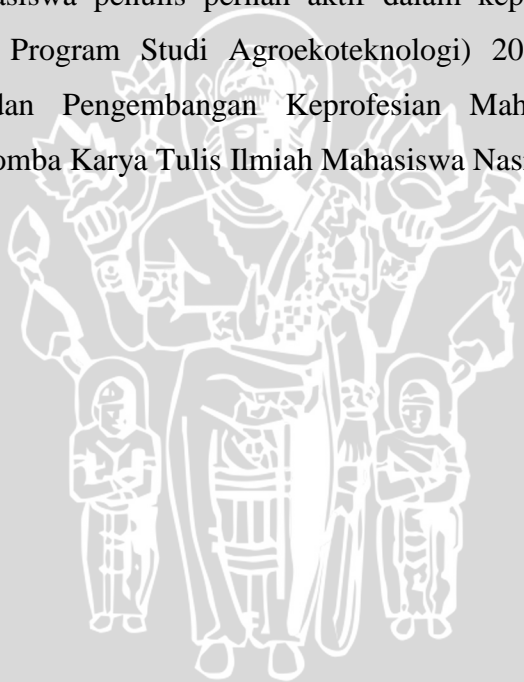 asiswa penulis pernah aktif dalam kep
Program Studi Agroekoteknologi) 20
dan Pengembangan Keprofesian Mah
omba Karya Tulis Ilmiah Mahasiswa Nas